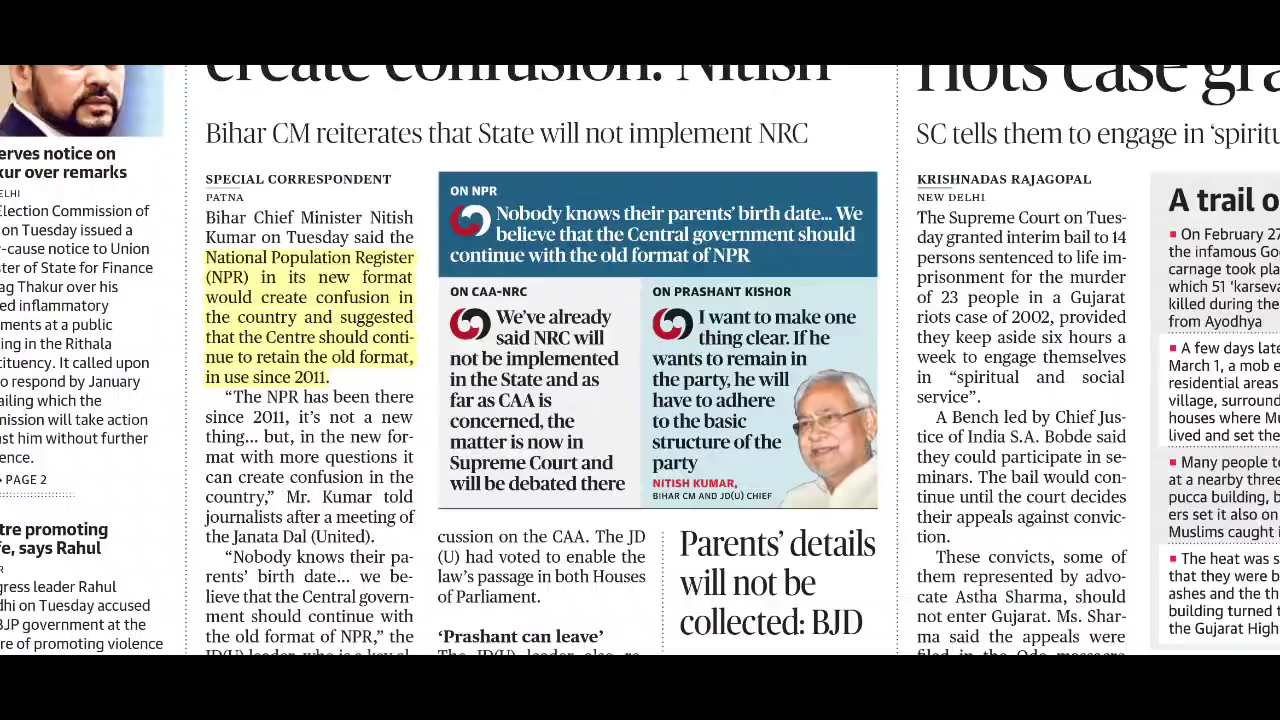 create confusion: Nitish
Bihar CM reiterates that State will not implement NRC
SPECIAL CORRESPONDENT
PATNA
Bihar Chief Minister Nitish
Kumar on Tuesday said the
National Population Register
(NPR) in its new format
would create confusion in
the country and suggested
that the Centre should conti-
nue to retain the old format,
in use since 2011.
“The NPR has been there
since 2011, it’s not a new
thing... but, in the new for-
mat with more questions it
can create confusion in the
country,” Mr. Kumar told
journalists after a meeting of
the Janata Dal (United).
“Nobody knows their pa-
rents’ birth date... we be-
lieve that the Central govern-
ment should continue with
the old format of NPR,” the
ON NPR
Nobody knows their parents’ birth date... We
believe that the Central government should
continue with the old format of NPR
ON CAA-NRC
We’ve already
said NRC will
not be implemented
in the State and as
far as CAA is
concerned, the
matter is now in
Supreme Court and
will be debated there
ON PRASHANT KISHOR
I want to make one
thing clear. If he
wants to remain in
the party, he will
have to adhere
to the basic
structure of the
party
NITISH KUMAR,
BIHAR CM AND JD(U) CHIEF
cussion on the CAA. The JD
(U) had voted to enable the
law’s passage in both Houses
of Parliament.
‘Prashant can leave’
Parents’ details
will not be
collected: BJD
erves notice on
kur over remarks
ELHI
Election Commission of
on Tuesday issued a
-cause notice to Union
ster of State for Finance
ag Thakur over his
ed inflammatory
ments at a public
ing in the Rithala
tituency. It called upon
o respond by January
ailing which the
mission will take action
st him without further
ence.
PAGE 2
tre promoting
e, says Rahul
gress leader Rahul
dhi on Tuesday accused
BJP government at the
re of promoting violence
riots case gra
SC tells them to engage in ‘spiritu
KRISHNADAS RAJAGOPAL
NEW DELHI
The Supreme Court on Tues-
day granted interim bail to 14
persons sentenced to life im-
prisonment for the murder
of 23 people in a Gujarat
riots case of 2002, provided
they keep aside six hours a
week to engage themselves
in “spiritual and social
service”.
A Bench led by Chief Jus-
tice of India S.A. Bobde said
they could participate in se-
minars. The bail would con-
tinue until the court decides
their appeals against convic-
tion.
These convicts, some of
them represented by advo-
cate Astha Sharma, should
not enter Gujarat. Ms. Shar-
ma said the appeals were
A trail o
On February 27
the infamous Go
carnage took pla
which 51 ‘karseva
killed during the
from Ayodhya
A few days late
March 1, a mob e
residential areas
village, surround
houses where Mu
lived and set the
Many people t
at a nearby three
pucca building, b
ers set it also on
Muslims caught i
The heat was s
that they were b
ashes and the th
building turned t
the Gujarat High